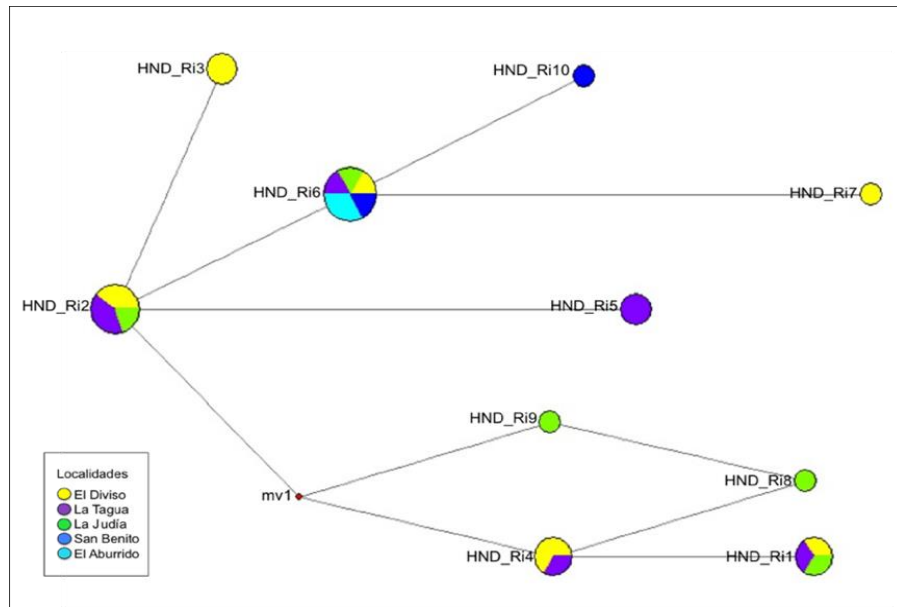 HND_Ri3
HND_Ri10
HND_Ri6
HND_Ri7
HND_Ri2
HND_Ri5
HND_Ri9
HND_Ri8
mv1
HND_Ri4
HND_Ri1
Localidades
El Diviso
La Tagua
La Judía
San Benito
El Aburrido